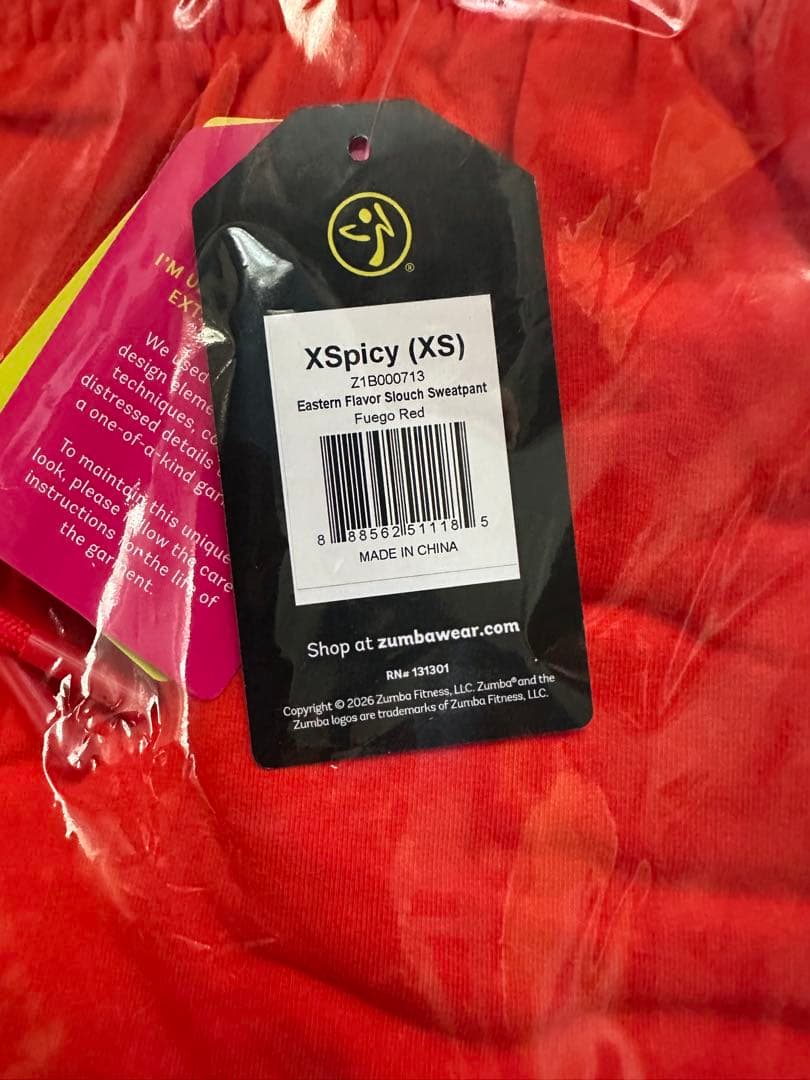 I'M U
EXT
We used
design eleme
techniques, co
distressed details
a one-of-a-kind gar
To maintain this unique
look, please follow the care
instructions for the life of
the garment.
®
XSpicy (XS)
Z1B000713
Eastern Flavor Slouch Sweatpant
Fuego Red
8 88562 51118 5
MADE IN CHINA
Shop at zumbawear.com
RN# 131301
Copyright © 2026 Zumba Fitness, LLC. Zumba® and the
Zumba logos are trademarks of Zumba Fitness, LLC.